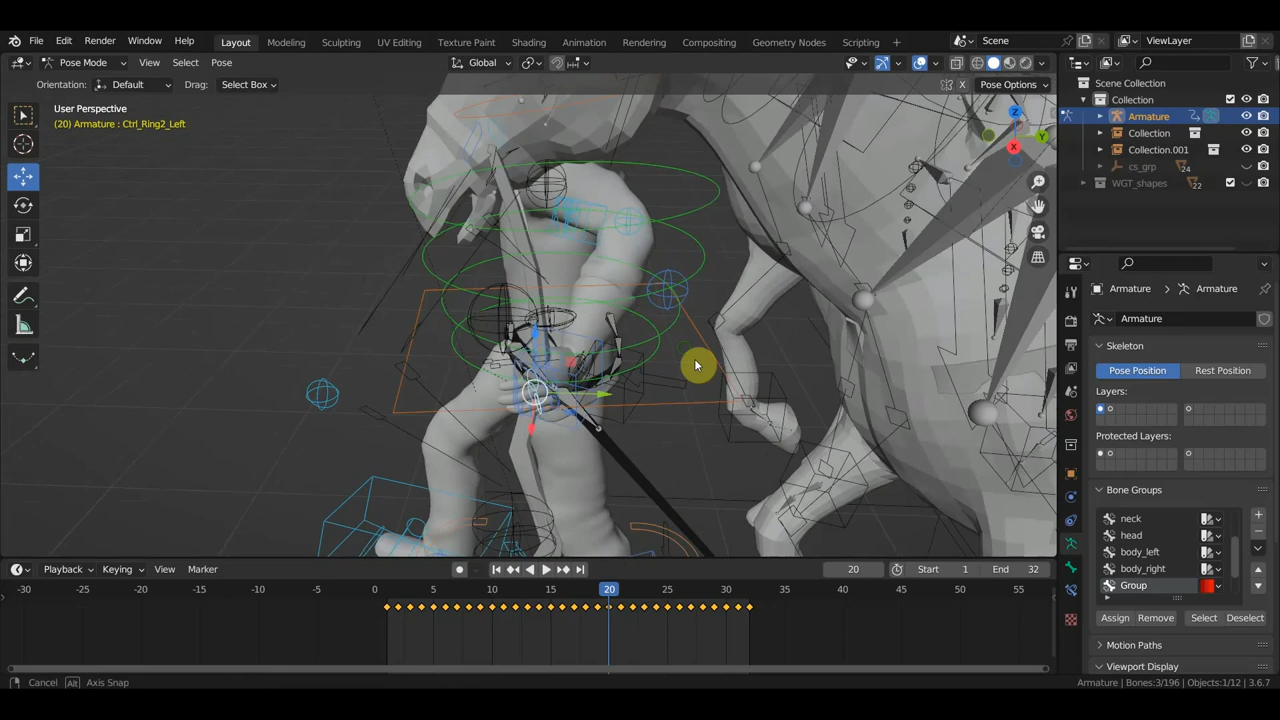 File Edit Render Window Help Layout Modeling Sculpting UV Editing Texture Paint Shading Animation Rendering Compositing Geometry Nodes Scripting + Scene ViewLayer
Pose Mode View Select Pose Global
Orientation: Default Drag: Select Box X Pose Options
User Perspective
(20) Armature : Ctrl_Ring2_Left
Z
Y
X
Scene Collection
Collection
Armature
Collection
Collection.001
cs_grp 24
WGT_shapes 22
Armature > Armature
Armature
Skeleton
Pose Position Rest Position
Layers:
Protected Layers:
Bone Groups
neck
head
body_left
body_right
Group
Assign Remove Select Deselect
Motion Paths
Viewport Display
Playback Keying View Marker 20 Start 1 End 32
-30 -25 -20 -15 -10 -5 0 5 10 15 20 25 30 35 40 45 50 55
Cancel Alt Axis Snap Armature | Bones:3/196 | Objects:1/12 | 3.6.7